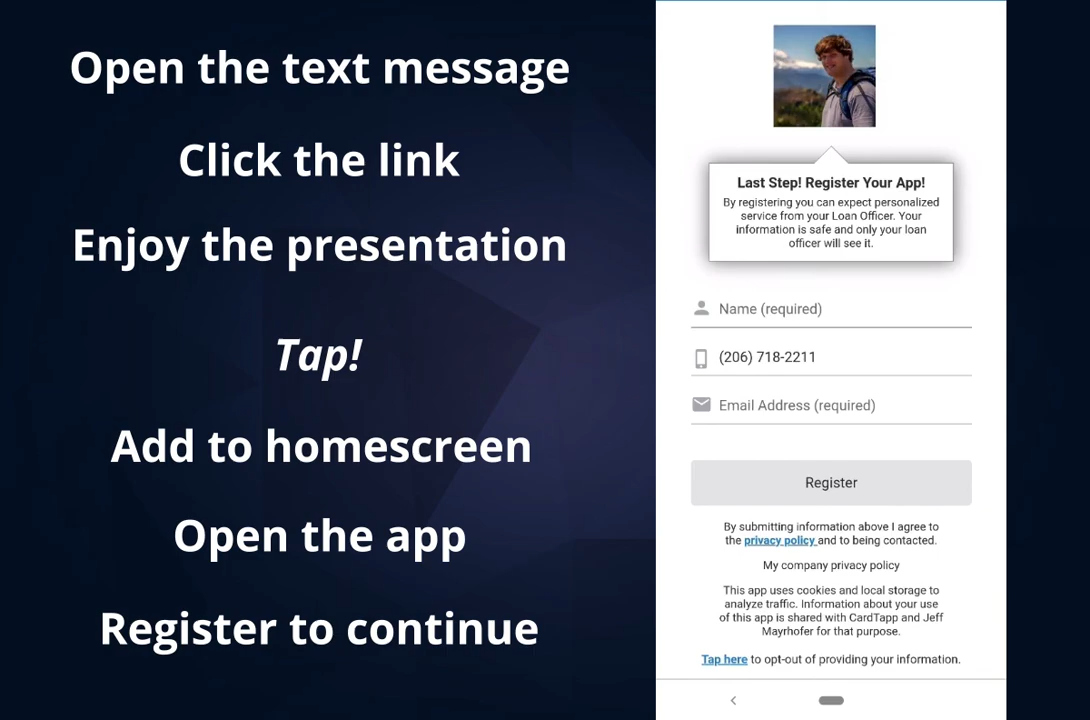 Open the text message
Click the link
Enjoy the presentation
Tap!
Add to homescreen
Open the app
Register to continue
Last Step! Register Your App!
By registering you can expect personalized
service from your Loan Officer. Your
information is safe and only your loan
officer will see it.
Name (required)
(206) 718-2211
Email Address (required)
Register
By submitting information above I agree to
the privacy policy and to being contacted.
My company privacy policy
This app uses cookies and local storage to
analyze traffic. Information about your use
of this app is shared with CardTapp and Jeff
Mayrhofer for that purpose.
Tap here to opt-out of providing your information.